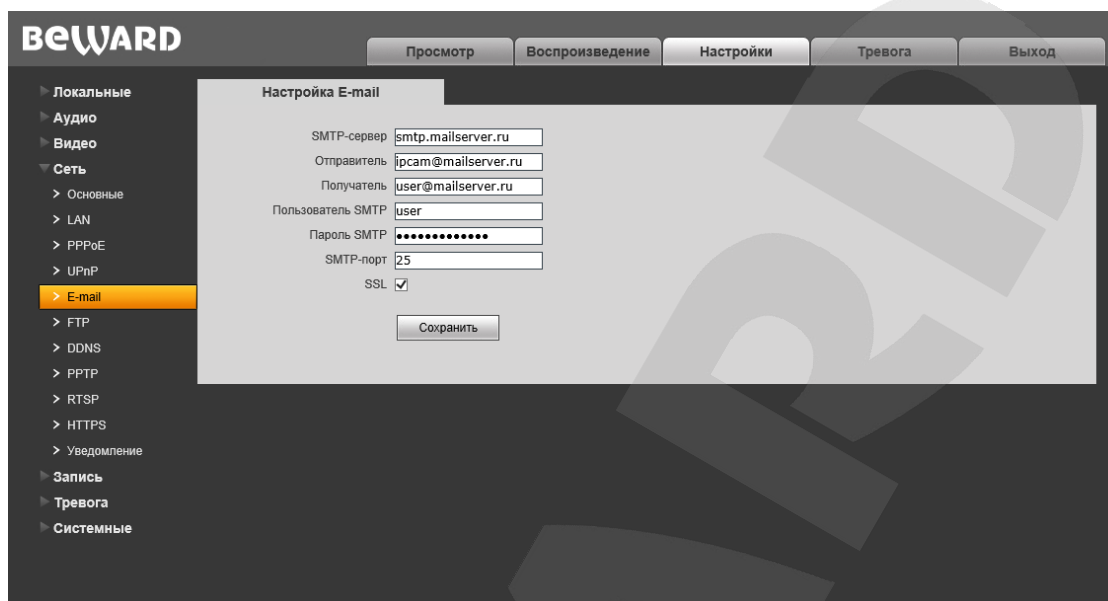 BEWARD
Просмотр Воспроизведение Настройки Тревога Выход
Локальные
Аудио
Видео
Сеть
> Основные
> LAN
> PPPoE
> UPnP
> E-mail
> FTP
> DDNS
> PPTP
> RTSP
> HTTPS
> Уведомление
Запись
Тревога
Системные
Настройка E-mail
SMTP-сервер smtp.mailserver.ru
Отправитель ipcam@mailserver.ru
Получатель user@mailserver.ru
Пользователь SMTP user
Пароль SMTP •••••••••••••
SMTP-порт 25
SSL
Сохранить